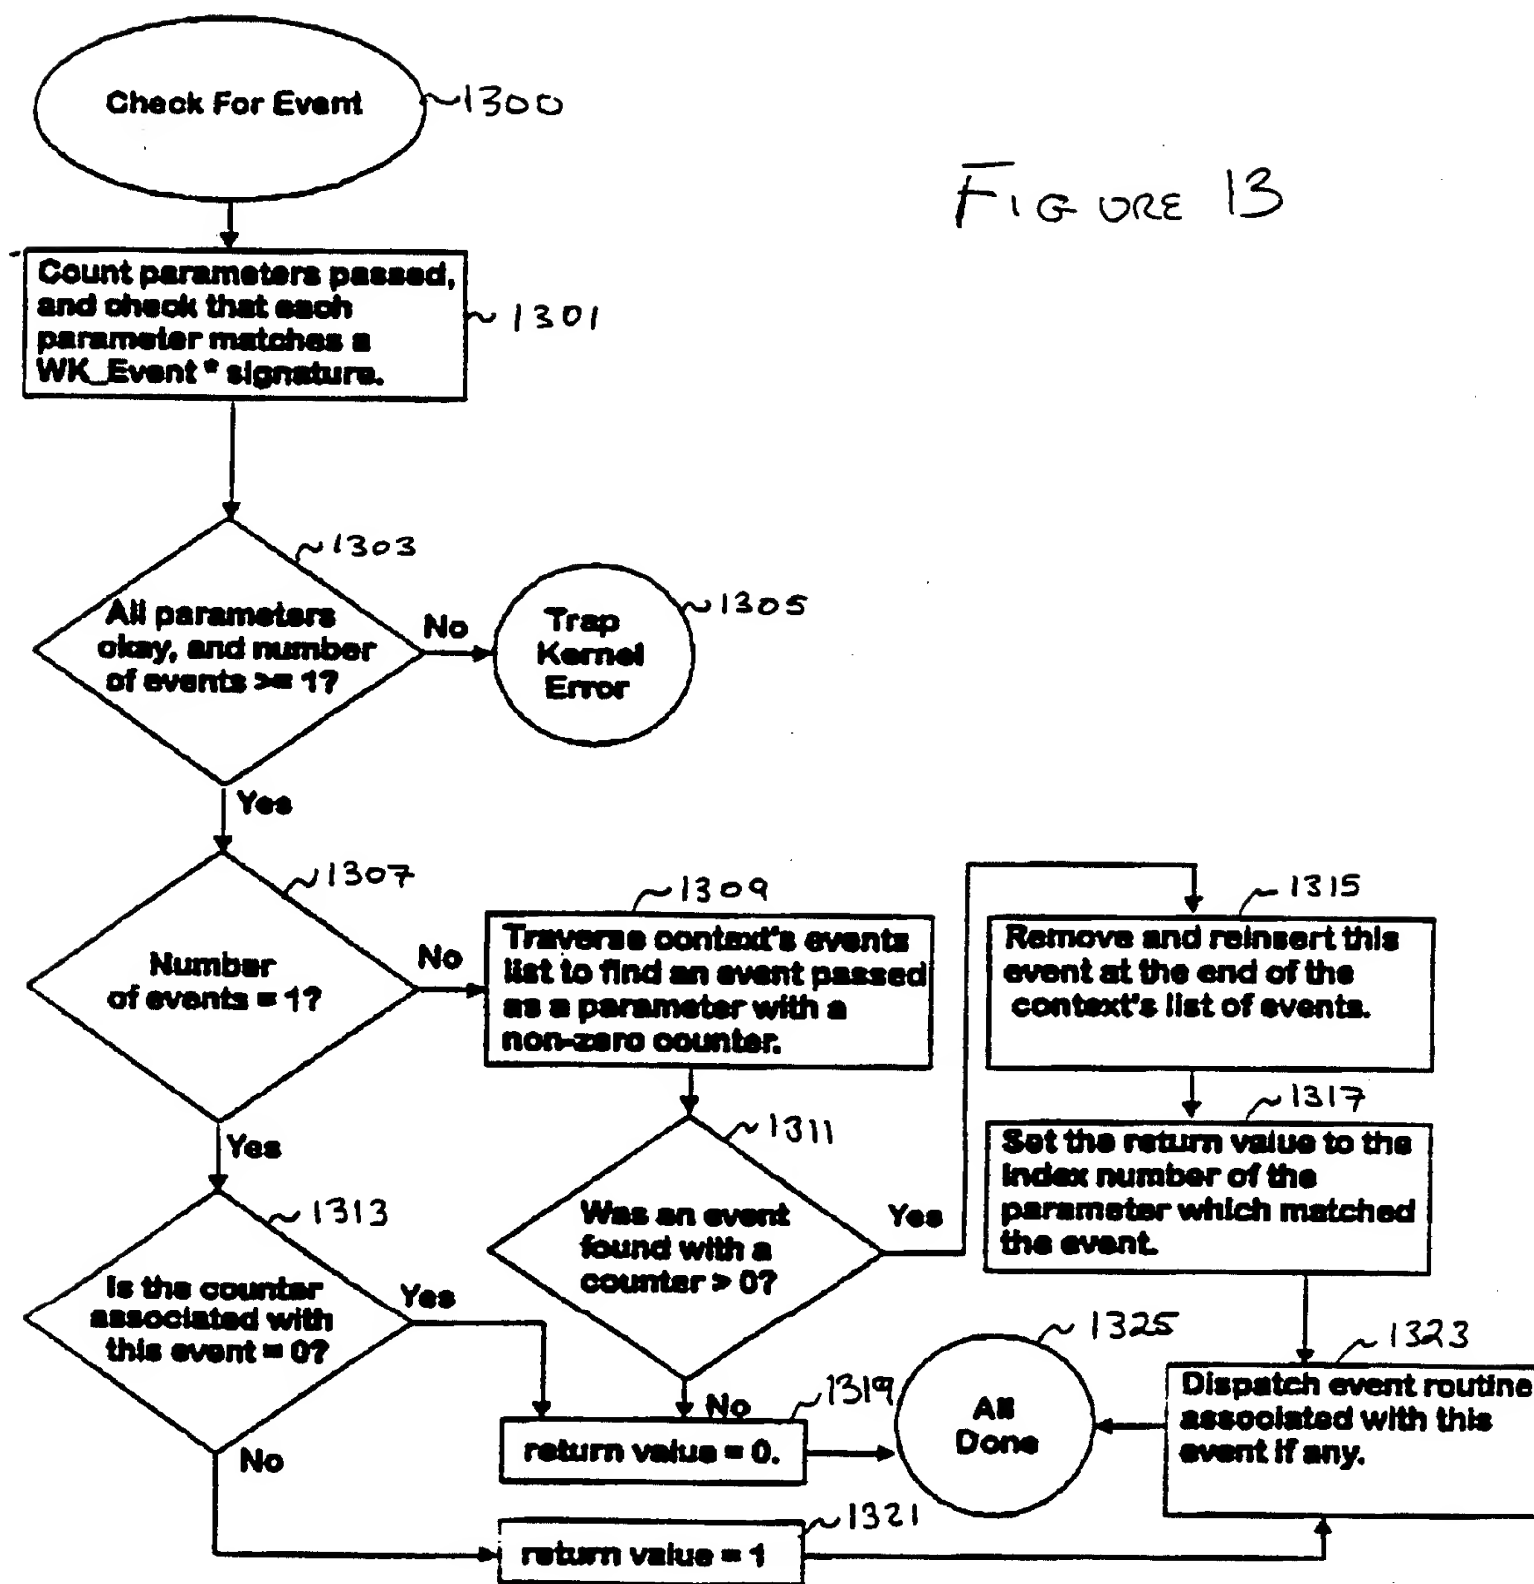 Check For Event
1300
FIGURE 13
Count parameters passed,
and check that each
parameter matches a
WK_Event * signature.
1301
1303
All parameters
okay, and number
of events >= 1?
No
Trap
Kernel
Error
1305
Yes
1307
Number
of events = 1?
No
1309
Traverse context's events
list to find an event passed
as a parameter with a
non-zero counter.
1315
Remove and reinsert this
event at the end of the
context's list of events.
1317
Set the return value to the
index number of the
parameter which matched
the event.
1311
Was an event
found with a
counter > 0?
Yes
No
Yes
1313
Is the counter
associated with
this event = 0?
Yes
No
1319
return value = 0.
1325
All
Done
1323
Dispatch event routine
associated with this
event if any.
1321
return value = 1